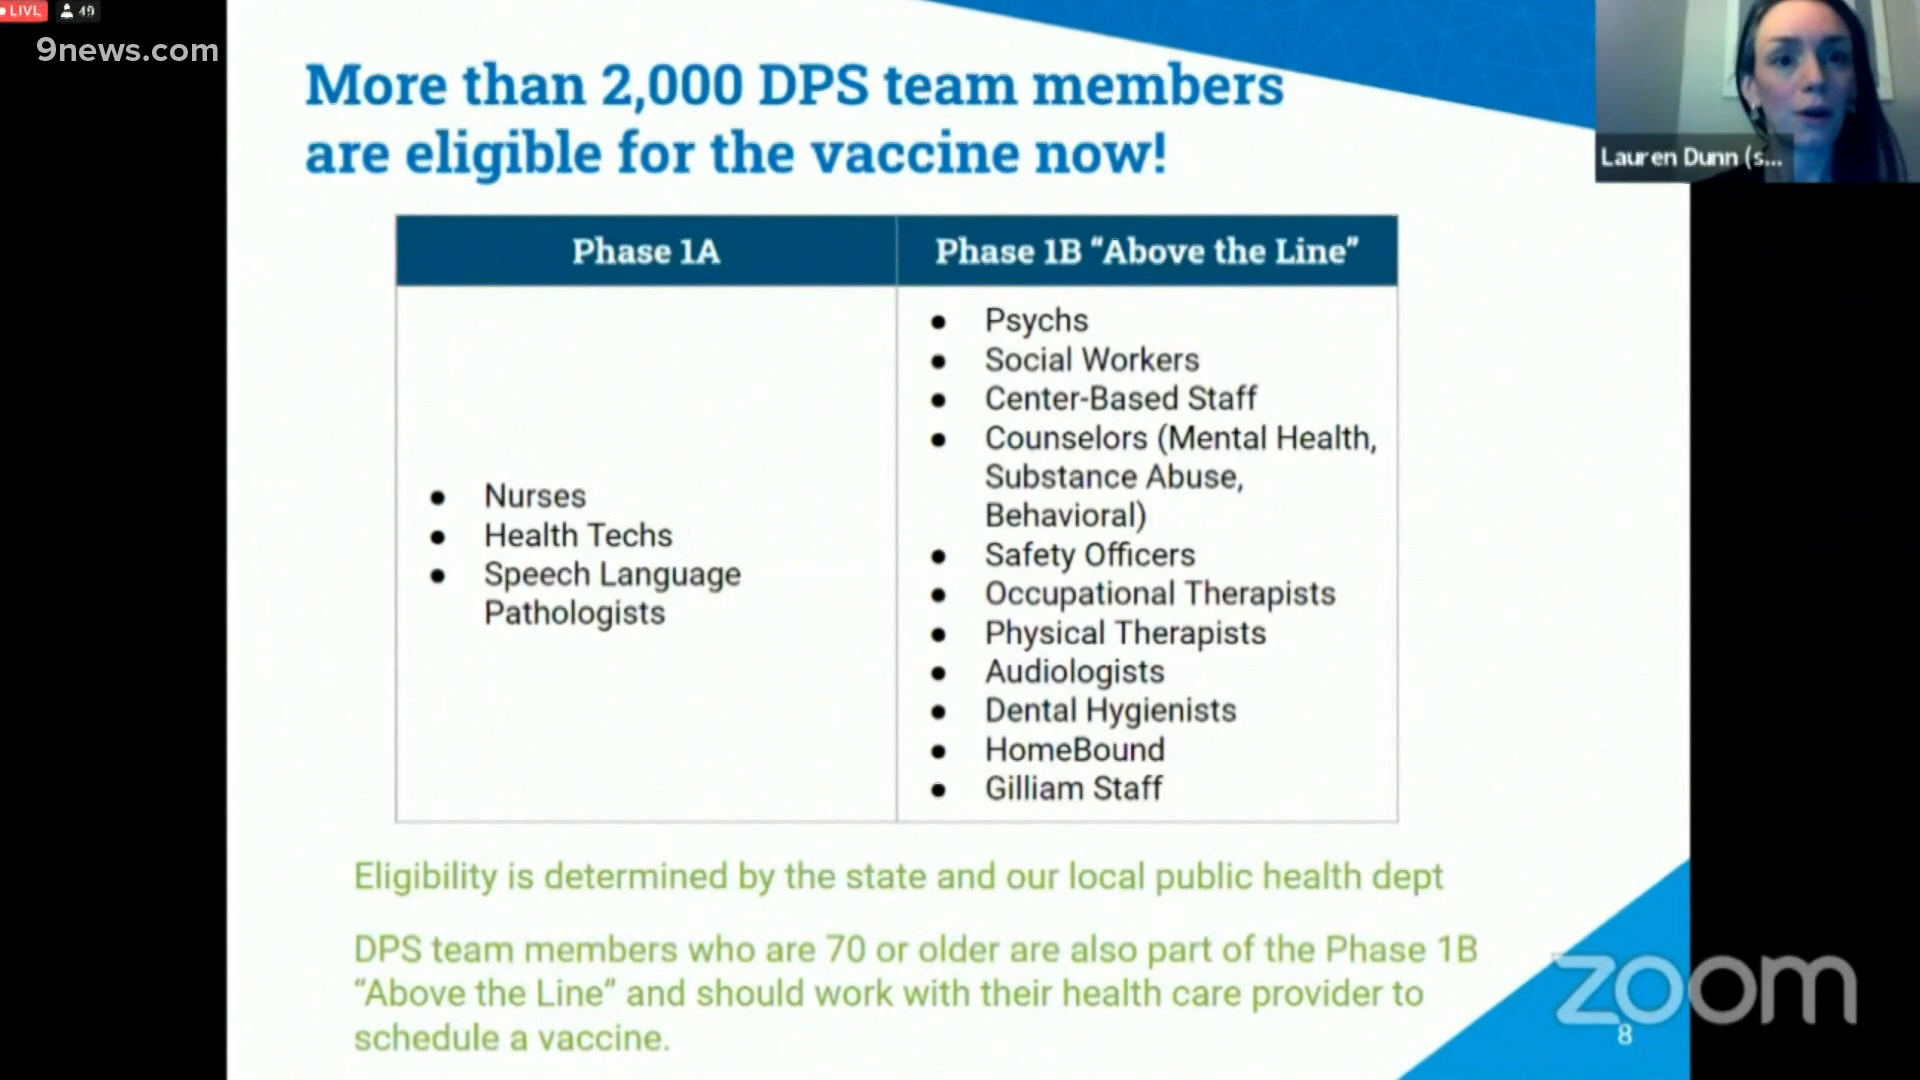 LIVE 49
9news.com
More than 2,000 DPS team members
are eligible for the vaccine now!
Lauren Dunn (s...
Phase 1A
Phase 1B “Above the Line”
• Nurses
• Health Techs
• Speech Language
Pathologists
• Psychs
• Social Workers
• Center-Based Staff
• Counselors (Mental Health,
Substance Abuse,
Behavioral)
• Safety Officers
• Occupational Therapists
• Physical Therapists
• Audiologists
• Dental Hygienists
• HomeBound
• Gilliam Staff
Eligibility is determined by the state and our local public health dept
DPS team members who are 70 or older are also part of the Phase 1B
“Above the Line” and should work with their health care provider to
schedule a vaccine.
zoom
8